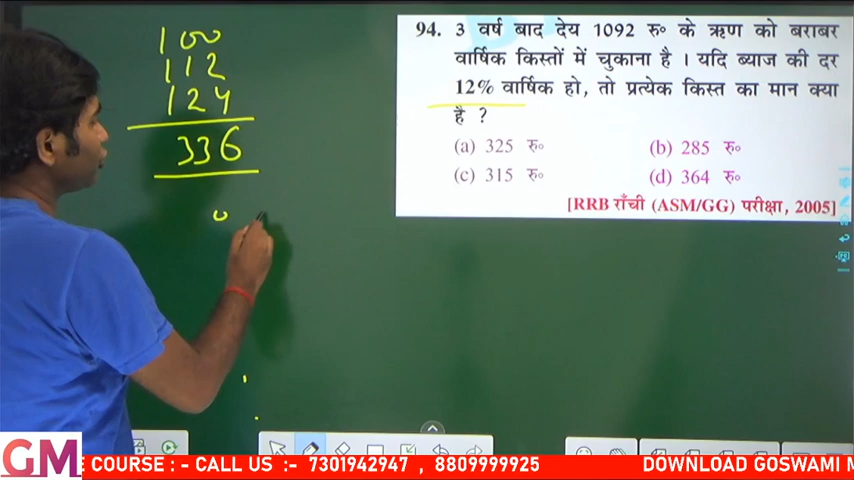 100
112
124
336
0
94. 3 वर्ष बाद देय 1092 रु० के ऋण को बराबर
वार्षिक किस्तों में चुकाना है । यदि ब्याज की दर
12% वार्षिक हो, तो प्रत्येक किस्त का मान क्या
है ?
(a) 325 रु० (b) 285 रु०
(c) 315 रु० (d) 364 रु०
[RRB राँची (ASM/GG) परीक्षा, 2005]
GM
E COURSE : - CALL US :- 7301942947 , 8809999925 DOWNLOAD GOSWAMI M